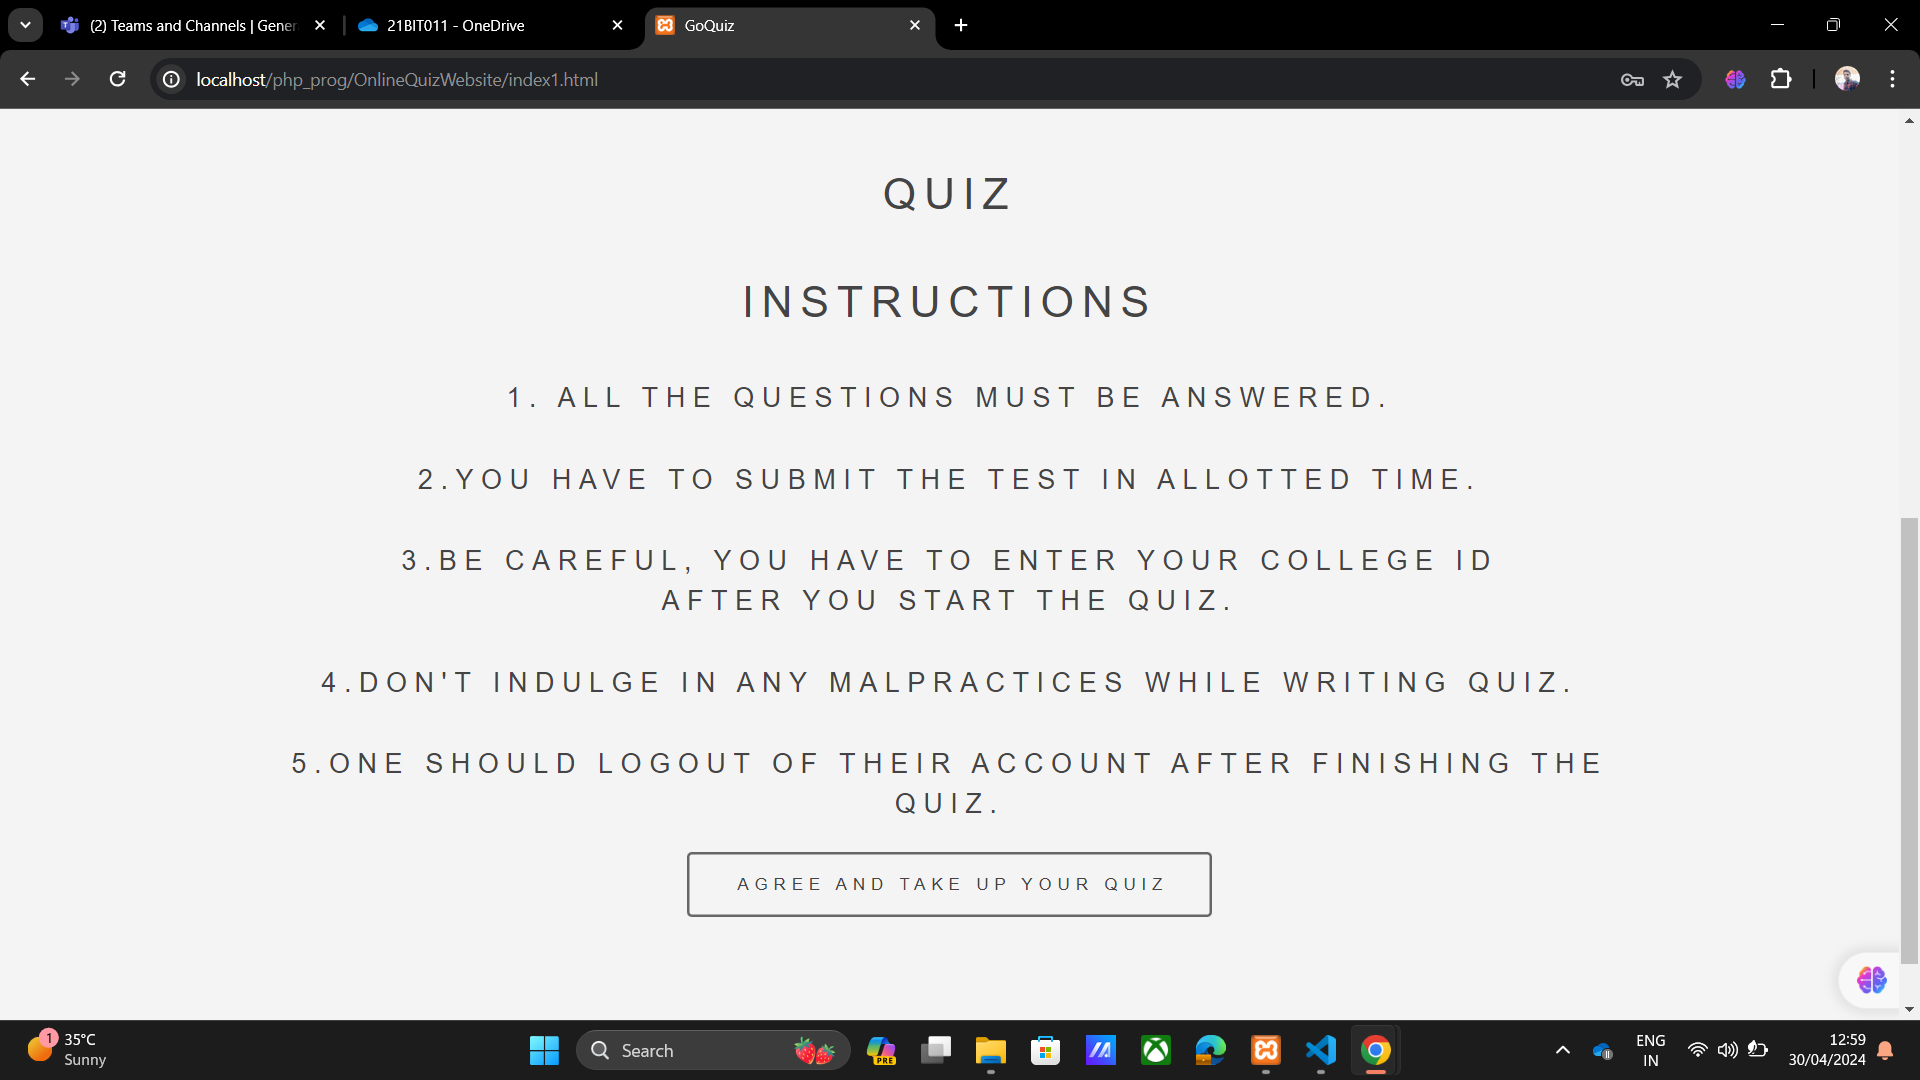 (2) Teams and Channels | Gener
21BIT011 - OneDrive
GoQuiz
localhost/php_prog/OnlineQuizWebsite/index1.html
QUIZ
INSTRUCTIONS
1. ALL THE QUESTIONS MUST BE ANSWERED.
2.YOU HAVE TO SUBMIT THE TEST IN ALLOTTED TIME.
3.BE CAREFUL, YOU HAVE TO ENTER YOUR COLLEGE ID
AFTER YOU START THE QUIZ.
4.DON'T INDULGE IN ANY MALPRACTICES WHILE WRITING QUIZ.
5.ONE SHOULD LOGOUT OF THEIR ACCOUNT AFTER FINISHING THE
QUIZ.
AGREE AND TAKE UP YOUR QUIZ
1
35°C
Sunny
Search
PRE
ENG
IN
12:59
30/04/2024